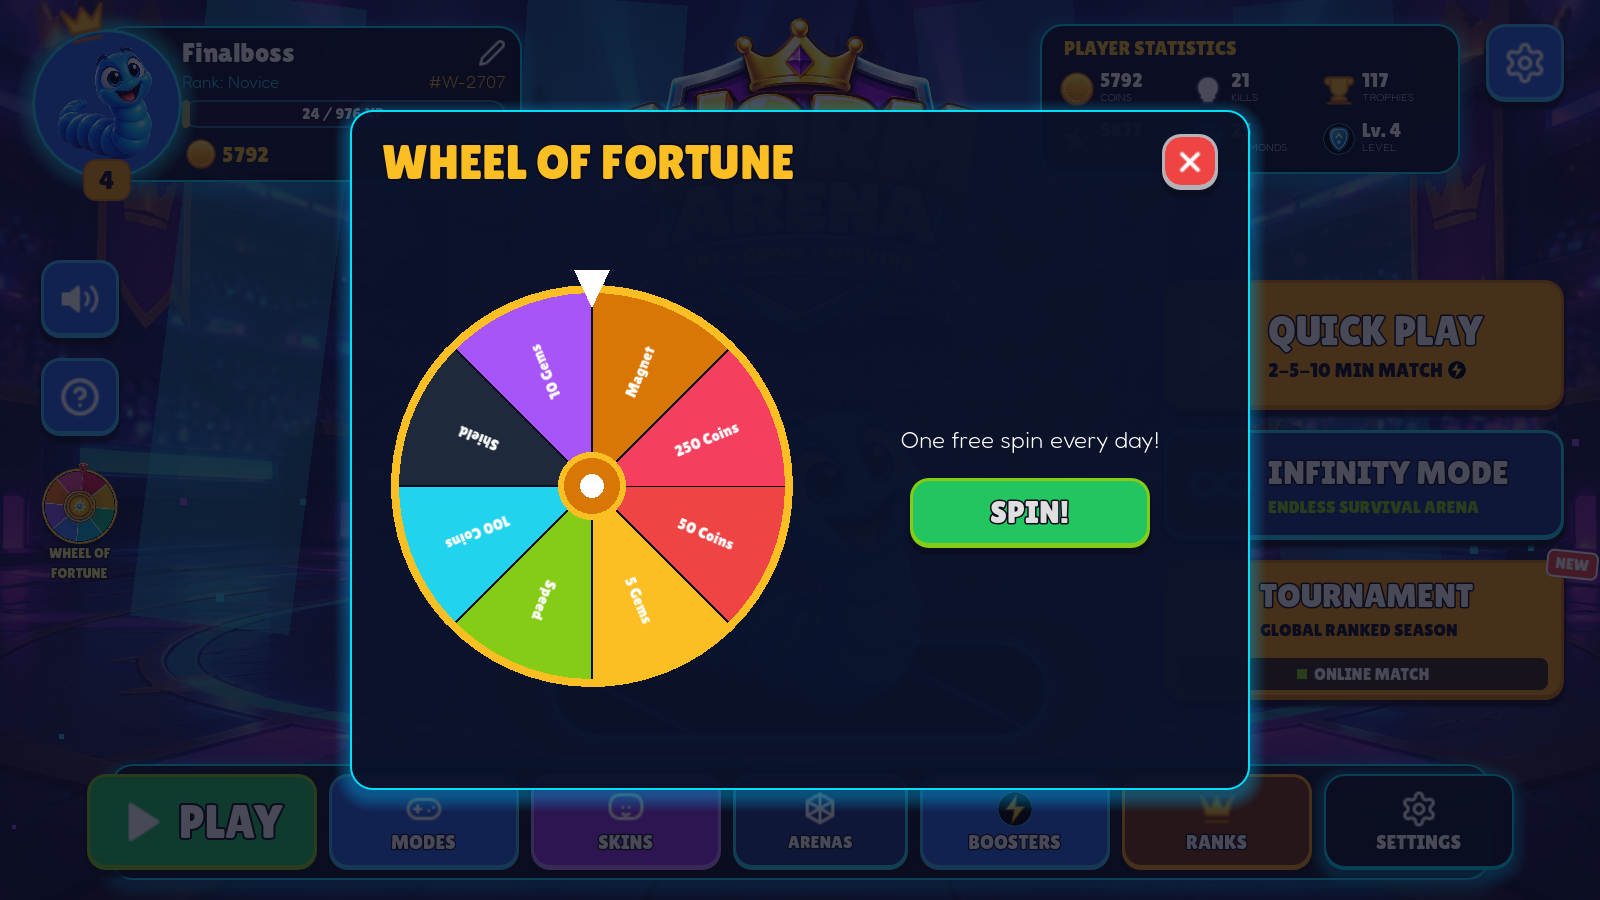 Finalboss
Rank: Novice
#W-2707
24 / 976 XP
5792
4
PLAYER STATISTICS
5792
COINS
21
KILLS
117
TROPHIES
Lv. 4
LEVEL
WHEEL OF FORTUNE
ARENA
10 Gems
Magnet
250 Coins
50 Coins
5 Gems
Speed
100 Coins
Shield
One free spin every day!
SPIN!
WHEEL OF
FORTUNE
QUICK PLAY
2-5-10 MIN MATCH
INFINITY MODE
ENDLESS SURVIVAL ARENA
NEW
TOURNAMENT
GLOBAL RANKED SEASON
ONLINE MATCH
PLAY
MODES
SKINS
ARENAS
BOOSTERS
RANKS
SETTINGS